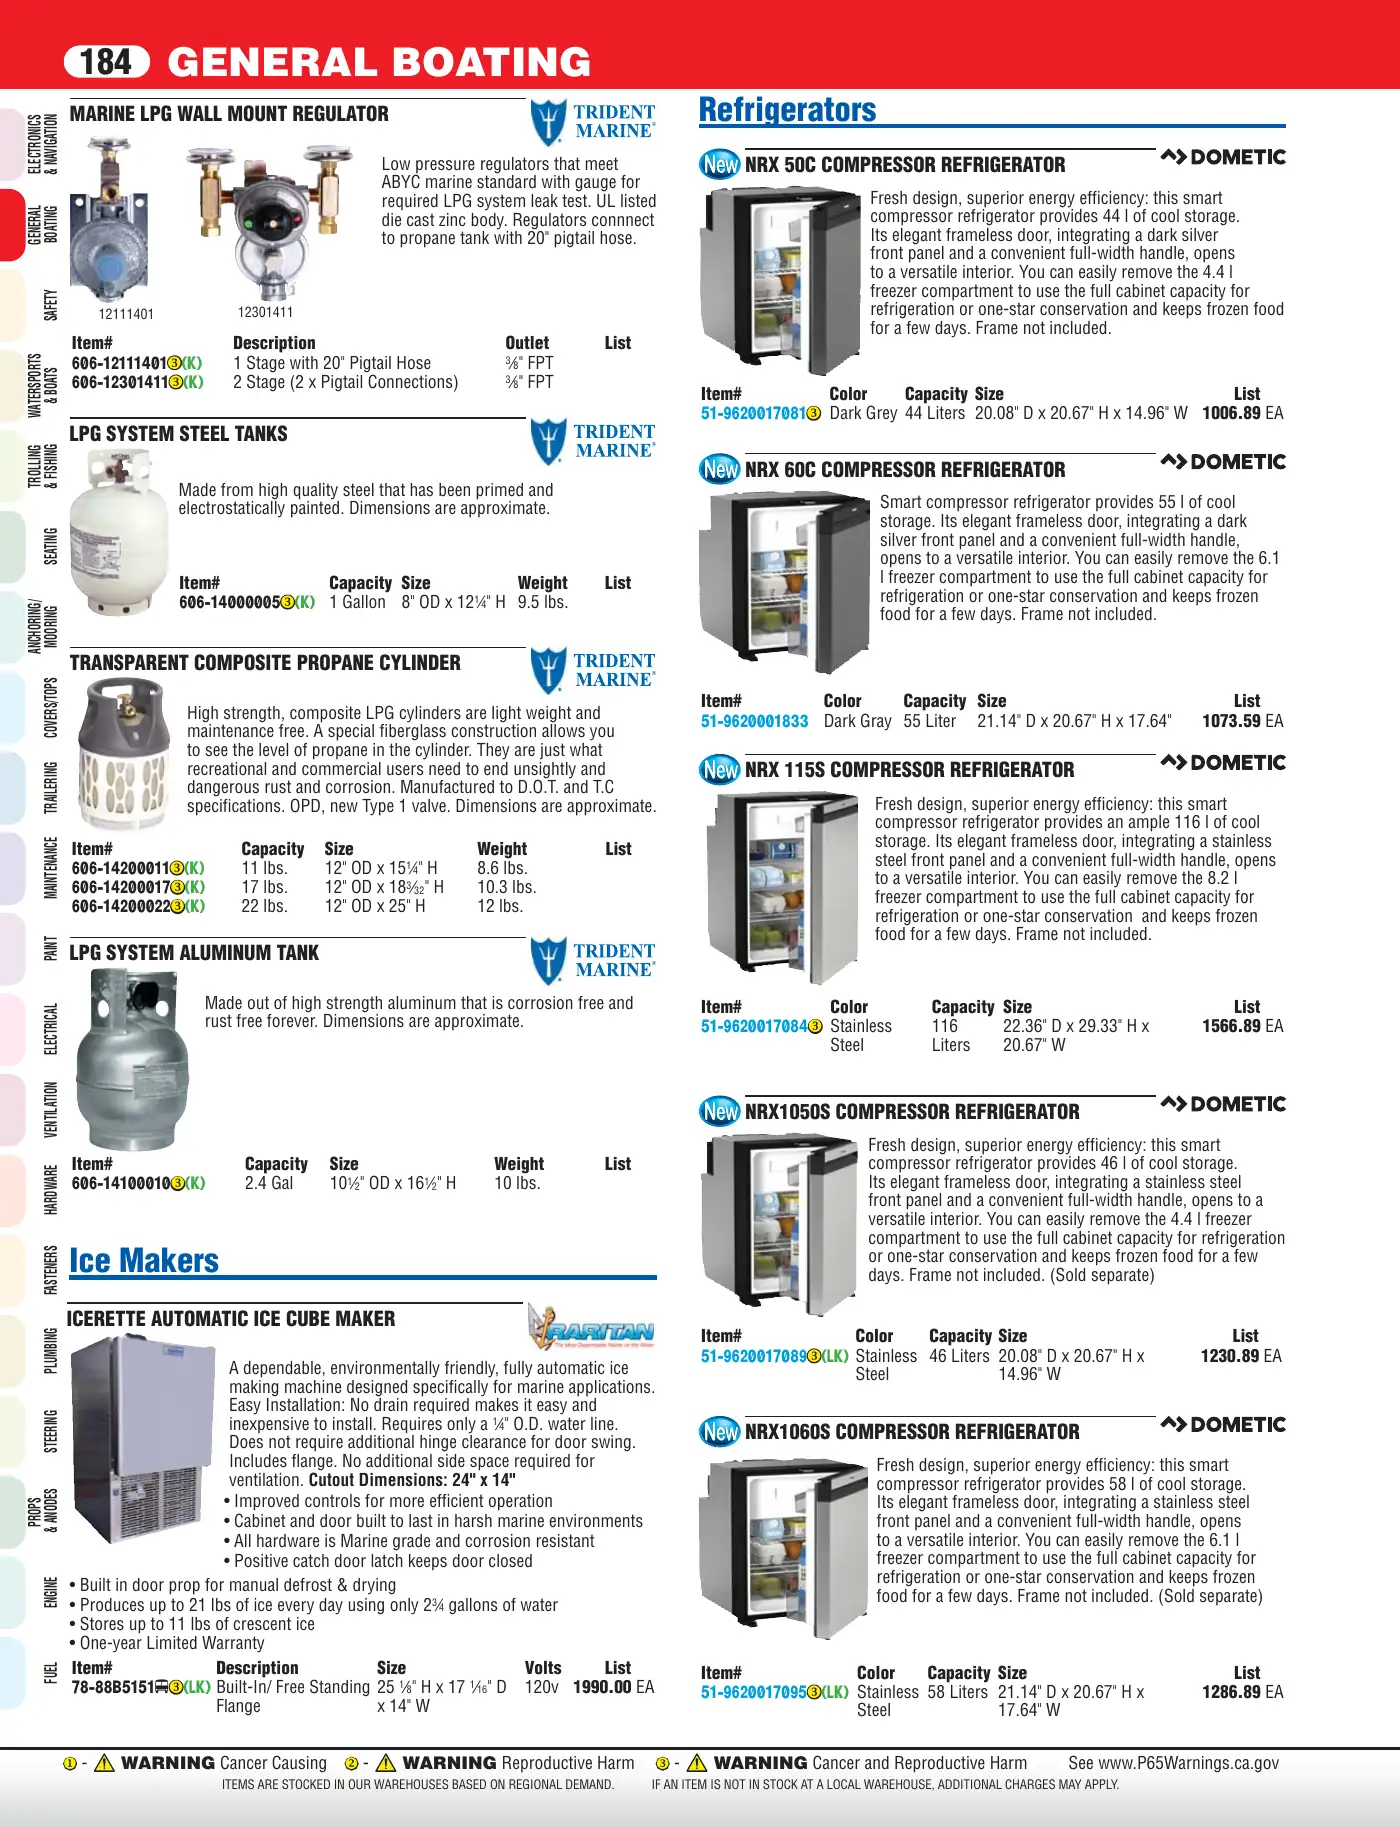 184 GENERAL BOATING
ELECTRONICS
& NAVIGATION
GENERAL
BOATING
SAFETY
WATERSPORTS
& BOATS
TROLLING
& FISHING
SEATING
ANCHORING/
MOORING
COVERS/TOPS
TRAILERING
MAINTENANCE
PAINT
ELECTRICAL
VENTILATION
HARDWARE
FASTENERS
PLUMBING
STEERING
PROPS
& ANODES
ENGINE
FUEL
MARINE LPG WALL MOUNT REGULATOR
TRIDENT
MARINE®
Low pressure regulators that meet
ABYC marine standard with gauge for
required LPG system leak test. UL listed
die cast zinc body. Regulators connnect
to propane tank with 20" pigtail hose.
12111401
12301411
Item# Description Outlet List
606-12111401③(K) 1 Stage with 20" Pigtail Hose ⅜" FPT
606-12301411③(K) 2 Stage (2 x Pigtail Connections) ⅜" FPT
LPG SYSTEM STEEL TANKS
TRIDENT
MARINE®
Made from high quality steel that has been primed and
electrostatically painted. Dimensions are approximate.
Item# Capacity Size Weight List
606-14000005③(K) 1 Gallon 8" OD x 12¼" H 9.5 lbs.
TRANSPARENT COMPOSITE PROPANE CYLINDER
TRIDENT
MARINE®
High strength, composite LPG cylinders are light weight and
maintenance free. A special fiberglass construction allows you
to see the level of propane in the cylinder. They are just what
recreational and commercial users need to end unsightly and
dangerous rust and corrosion. Manufactured to D.O.T. and T.C
specifications. OPD, new Type 1 valve. Dimensions are approximate.
Item# Capacity Size Weight List
606-14200011③(K) 11 lbs. 12" OD x 15¼" H 8.6 lbs.
606-14200017③(K) 17 lbs. 12" OD x 18³⁄₃₂" H 10.3 lbs.
606-14200022③(K) 22 lbs. 12" OD x 25" H 12 lbs.
LPG SYSTEM ALUMINUM TANK
TRIDENT
MARINE®
Made out of high strength aluminum that is corrosion free and
rust free forever. Dimensions are approximate.
Item# Capacity Size Weight List
606-14100010③(K) 2.4 Gal 10½" OD x 16½" H 10 lbs.
Ice Makers
ICERETTE AUTOMATIC ICE CUBE MAKER
RARITAN
The Most Dependable Name on the Water
A dependable, environmentally friendly, fully automatic ice
making machine designed specifically for marine applications.
Easy Installation: No drain required makes it easy and
inexpensive to install. Requires only a ¼" O.D. water line.
Does not require additional hinge clearance for door swing.
Includes flange. No additional side space required for
ventilation. Cutout Dimensions: 24" x 14"
• Improved controls for more efficient operation
• Cabinet and door built to last in harsh marine environments
• All hardware is Marine grade and corrosion resistant
• Positive catch door latch keeps door closed
• Built in door prop for manual defrost & drying
• Produces up to 21 lbs of ice every day using only 2¾ gallons of water
• Stores up to 11 lbs of crescent ice
• One-year Limited Warranty
Item# Description Size Volts List
78-88B5151③(LK) Built-In/ Free Standing 25 ⅛" H x 17 ¹⁄₁₆" D 120v 1990.00 EA
Flange x 14" W
Refrigerators
New NRX 50C COMPRESSOR REFRIGERATOR
DOMETIC
Fresh design, superior energy efficiency: this smart
compressor refrigerator provides 44 l of cool storage.
Its elegant frameless door, integrating a dark silver
front panel and a convenient full-width handle, opens
to a versatile interior. You can easily remove the 4.4 l
freezer compartment to use the full cabinet capacity for
refrigeration or one-star conservation and keeps frozen food
for a few days. Frame not included.
Item# Color Capacity Size List
51-9620017081③ Dark Grey 44 Liters 20.08" D x 20.67" H x 14.96" W 1006.89 EA
New NRX 60C COMPRESSOR REFRIGERATOR
DOMETIC
Smart compressor refrigerator provides 55 l of cool
storage. Its elegant frameless door, integrating a dark
silver front panel and a convenient full-width handle,
opens to a versatile interior. You can easily remove the 6.1
l freezer compartment to use the full cabinet capacity for
refrigeration or one-star conservation and keeps frozen
food for a few days. Frame not included.
Item# Color Capacity Size List
51-9620001833 Dark Gray 55 Liter 21.14" D x 20.67" H x 17.64" 1073.59 EA
New NRX 115S COMPRESSOR REFRIGERATOR
DOMETIC
Fresh design, superior energy efficiency: this smart
compressor refrigerator provides an ample 116 l of cool
storage. Its elegant frameless door, integrating a stainless
steel front panel and a convenient full-width handle, opens
to a versatile interior. You can easily remove the 8.2 l
freezer compartment to use the full cabinet capacity for
refrigeration or one-star conservation and keeps frozen
food for a few days. Frame not included.
Item# Color Capacity Size List
51-9620017084③ Stainless 116 22.36" D x 29.33" H x 1566.89 EA
Steel Liters 20.67" W
New NRX1050S COMPRESSOR REFRIGERATOR
DOMETIC
Fresh design, superior energy efficiency: this smart
compressor refrigerator provides 46 l of cool storage.
Its elegant frameless door, integrating a stainless steel
front panel and a convenient full-width handle, opens to a
versatile interior. You can easily remove the 4.4 l freezer
compartment to use the full cabinet capacity for refrigeration
or one-star conservation and keeps frozen food for a few
days. Frame not included. (Sold separate)
Item# Color Capacity Size List
51-9620017089③(LK) Stainless 46 Liters 20.08" D x 20.67" H x 1230.89 EA
Steel 14.96" W
New NRX1060S COMPRESSOR REFRIGERATOR
DOMETIC
Fresh design, superior energy efficiency: this smart
compressor refrigerator provides 58 l of cool storage.
Its elegant frameless door, integrating a stainless steel
front panel and a convenient full-width handle, opens
to a versatile interior. You can easily remove the 6.1 l
freezer compartment to use the full cabinet capacity for
refrigeration or one-star conservation and keeps frozen
food for a few days. Frame not included. (Sold separate)
Item# Color Capacity Size List
51-9620017095③(LK) Stainless 58 Liters 21.14" D x 20.67" H x 1286.89 EA
Steel 17.64" W
① - ⚠ WARNING Cancer Causing ② - ⚠ WARNING Reproductive Harm ③ - ⚠ WARNING Cancer and Reproductive Harm See www.P65Warnings.ca.gov
ITEMS ARE STOCKED IN OUR WAREHOUSES BASED ON REGIONAL DEMAND. IF AN ITEM IS NOT IN STOCK AT A LOCAL WAREHOUSE, ADDITIONAL CHARGES MAY APPLY.